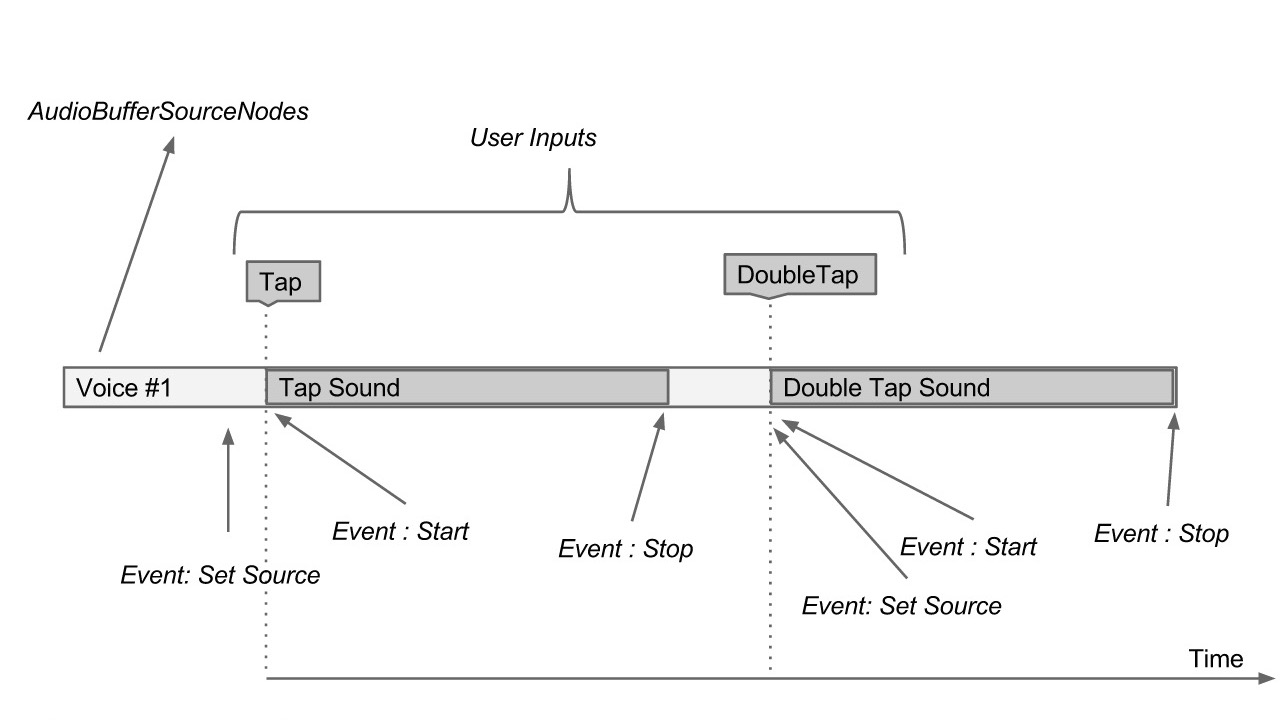 AudioBufferSourceNodes
User Inputs
Tap
DoubleTap
Voice #1
Tap Sound
Double Tap Sound
Event : Start
Event : Stop
Event : Start
Event : Stop
Event: Set Source
Event: Set Source
Time